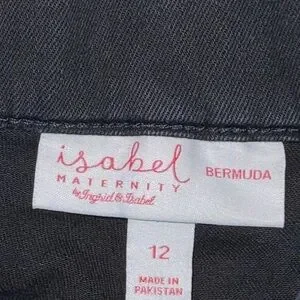 isabel
MATERNITY
by Ingrid & Isabel
BERMUDA
12
MADE IN
PAKISTAN